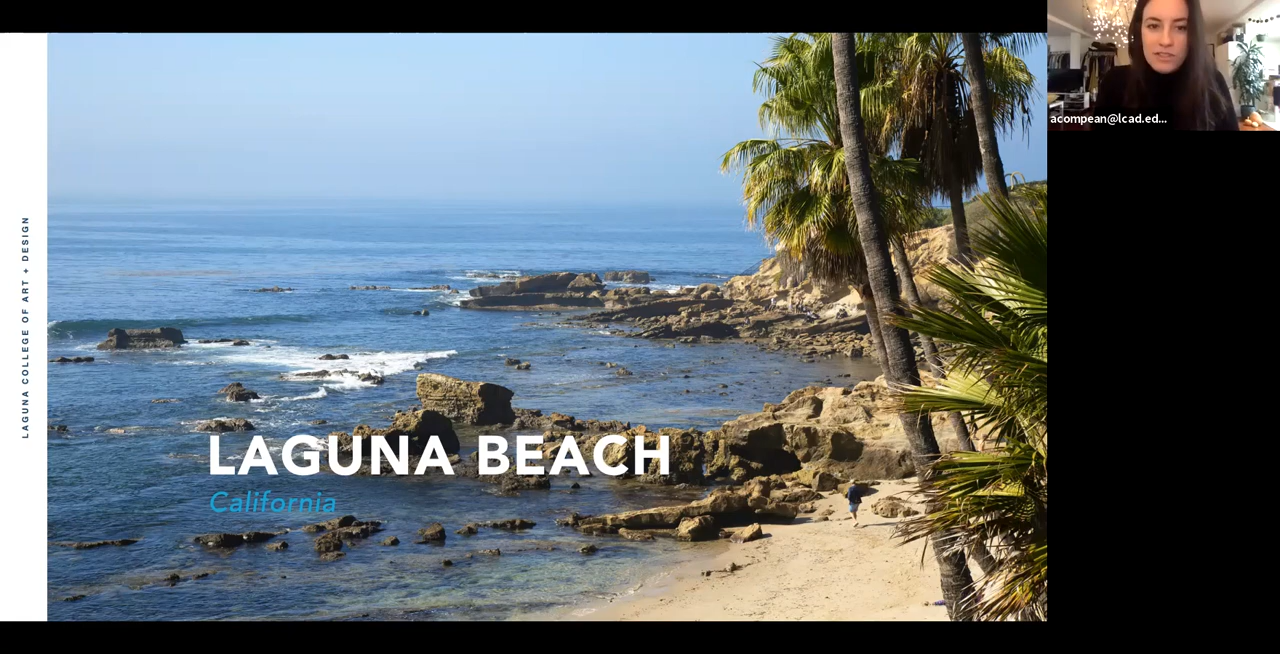 LAGUNA COLLEGE OF ART + DESIGN
LAGUNA BEACH
California
acompean@lcad.ed...